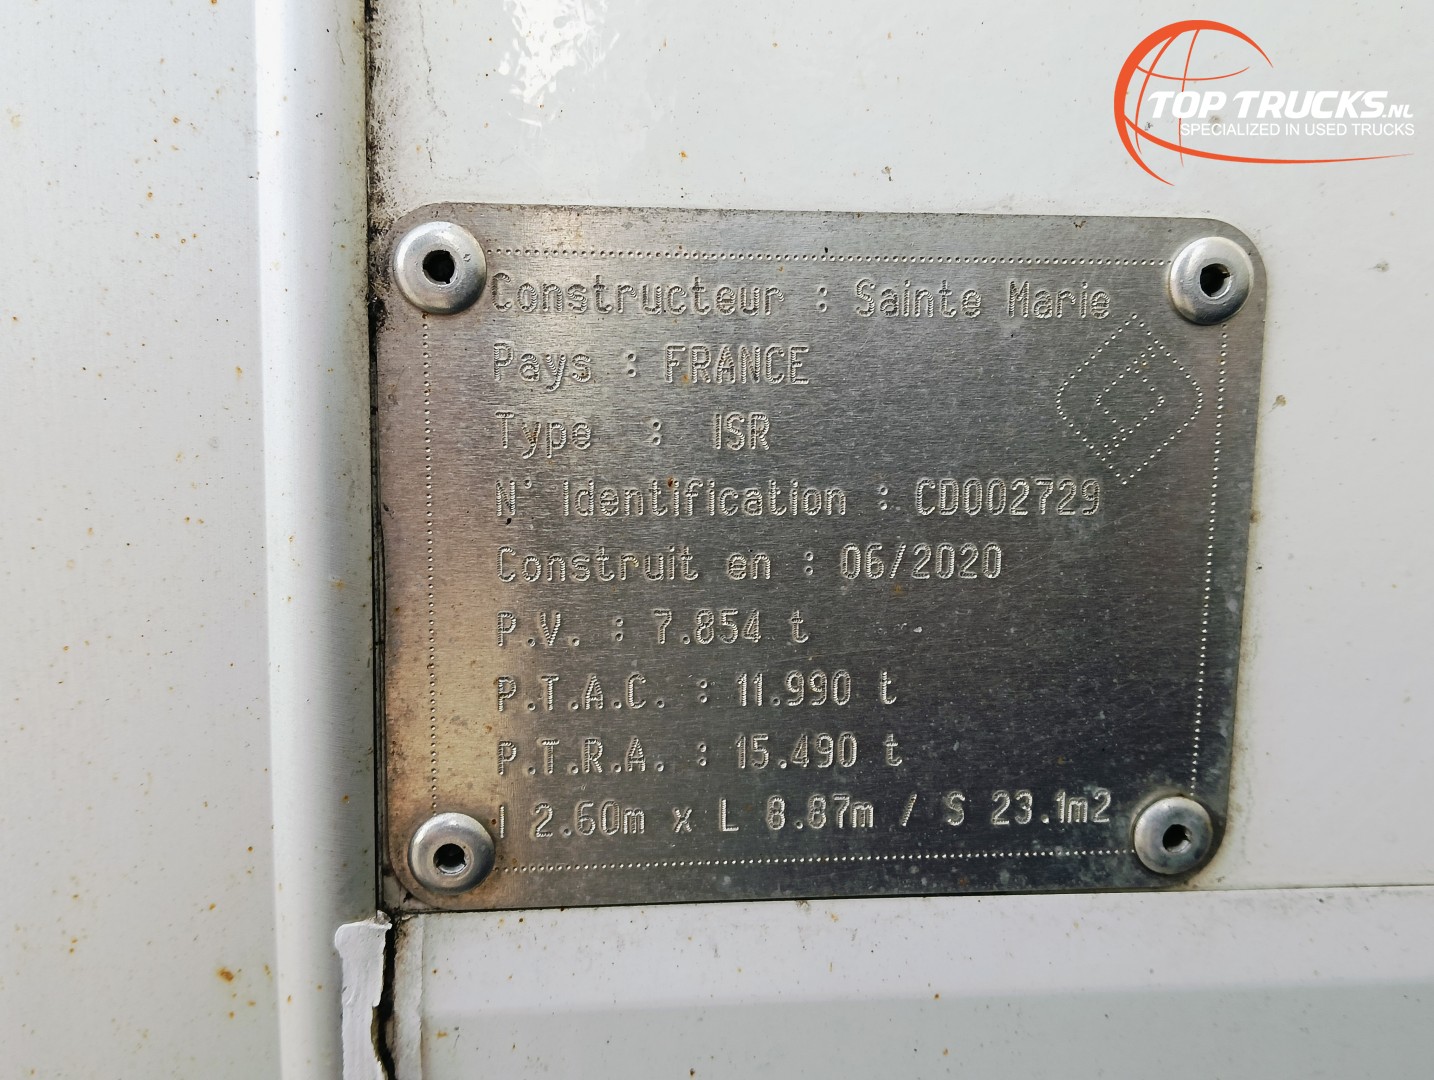 TOP TRUCKS.NL
SPECIALIZED IN USED TRUCKS
Constructeur : Sainte Marie
Pays : FRANCE
Type : ISR
N° Identification : CD002729
Construit en : 06/2020
P.V. : 7.854 t
P.T.A.C. : 11.990 t
P.T.R.A. : 15.490 t
l 2.60m x L 8.87m / S 23.1m2